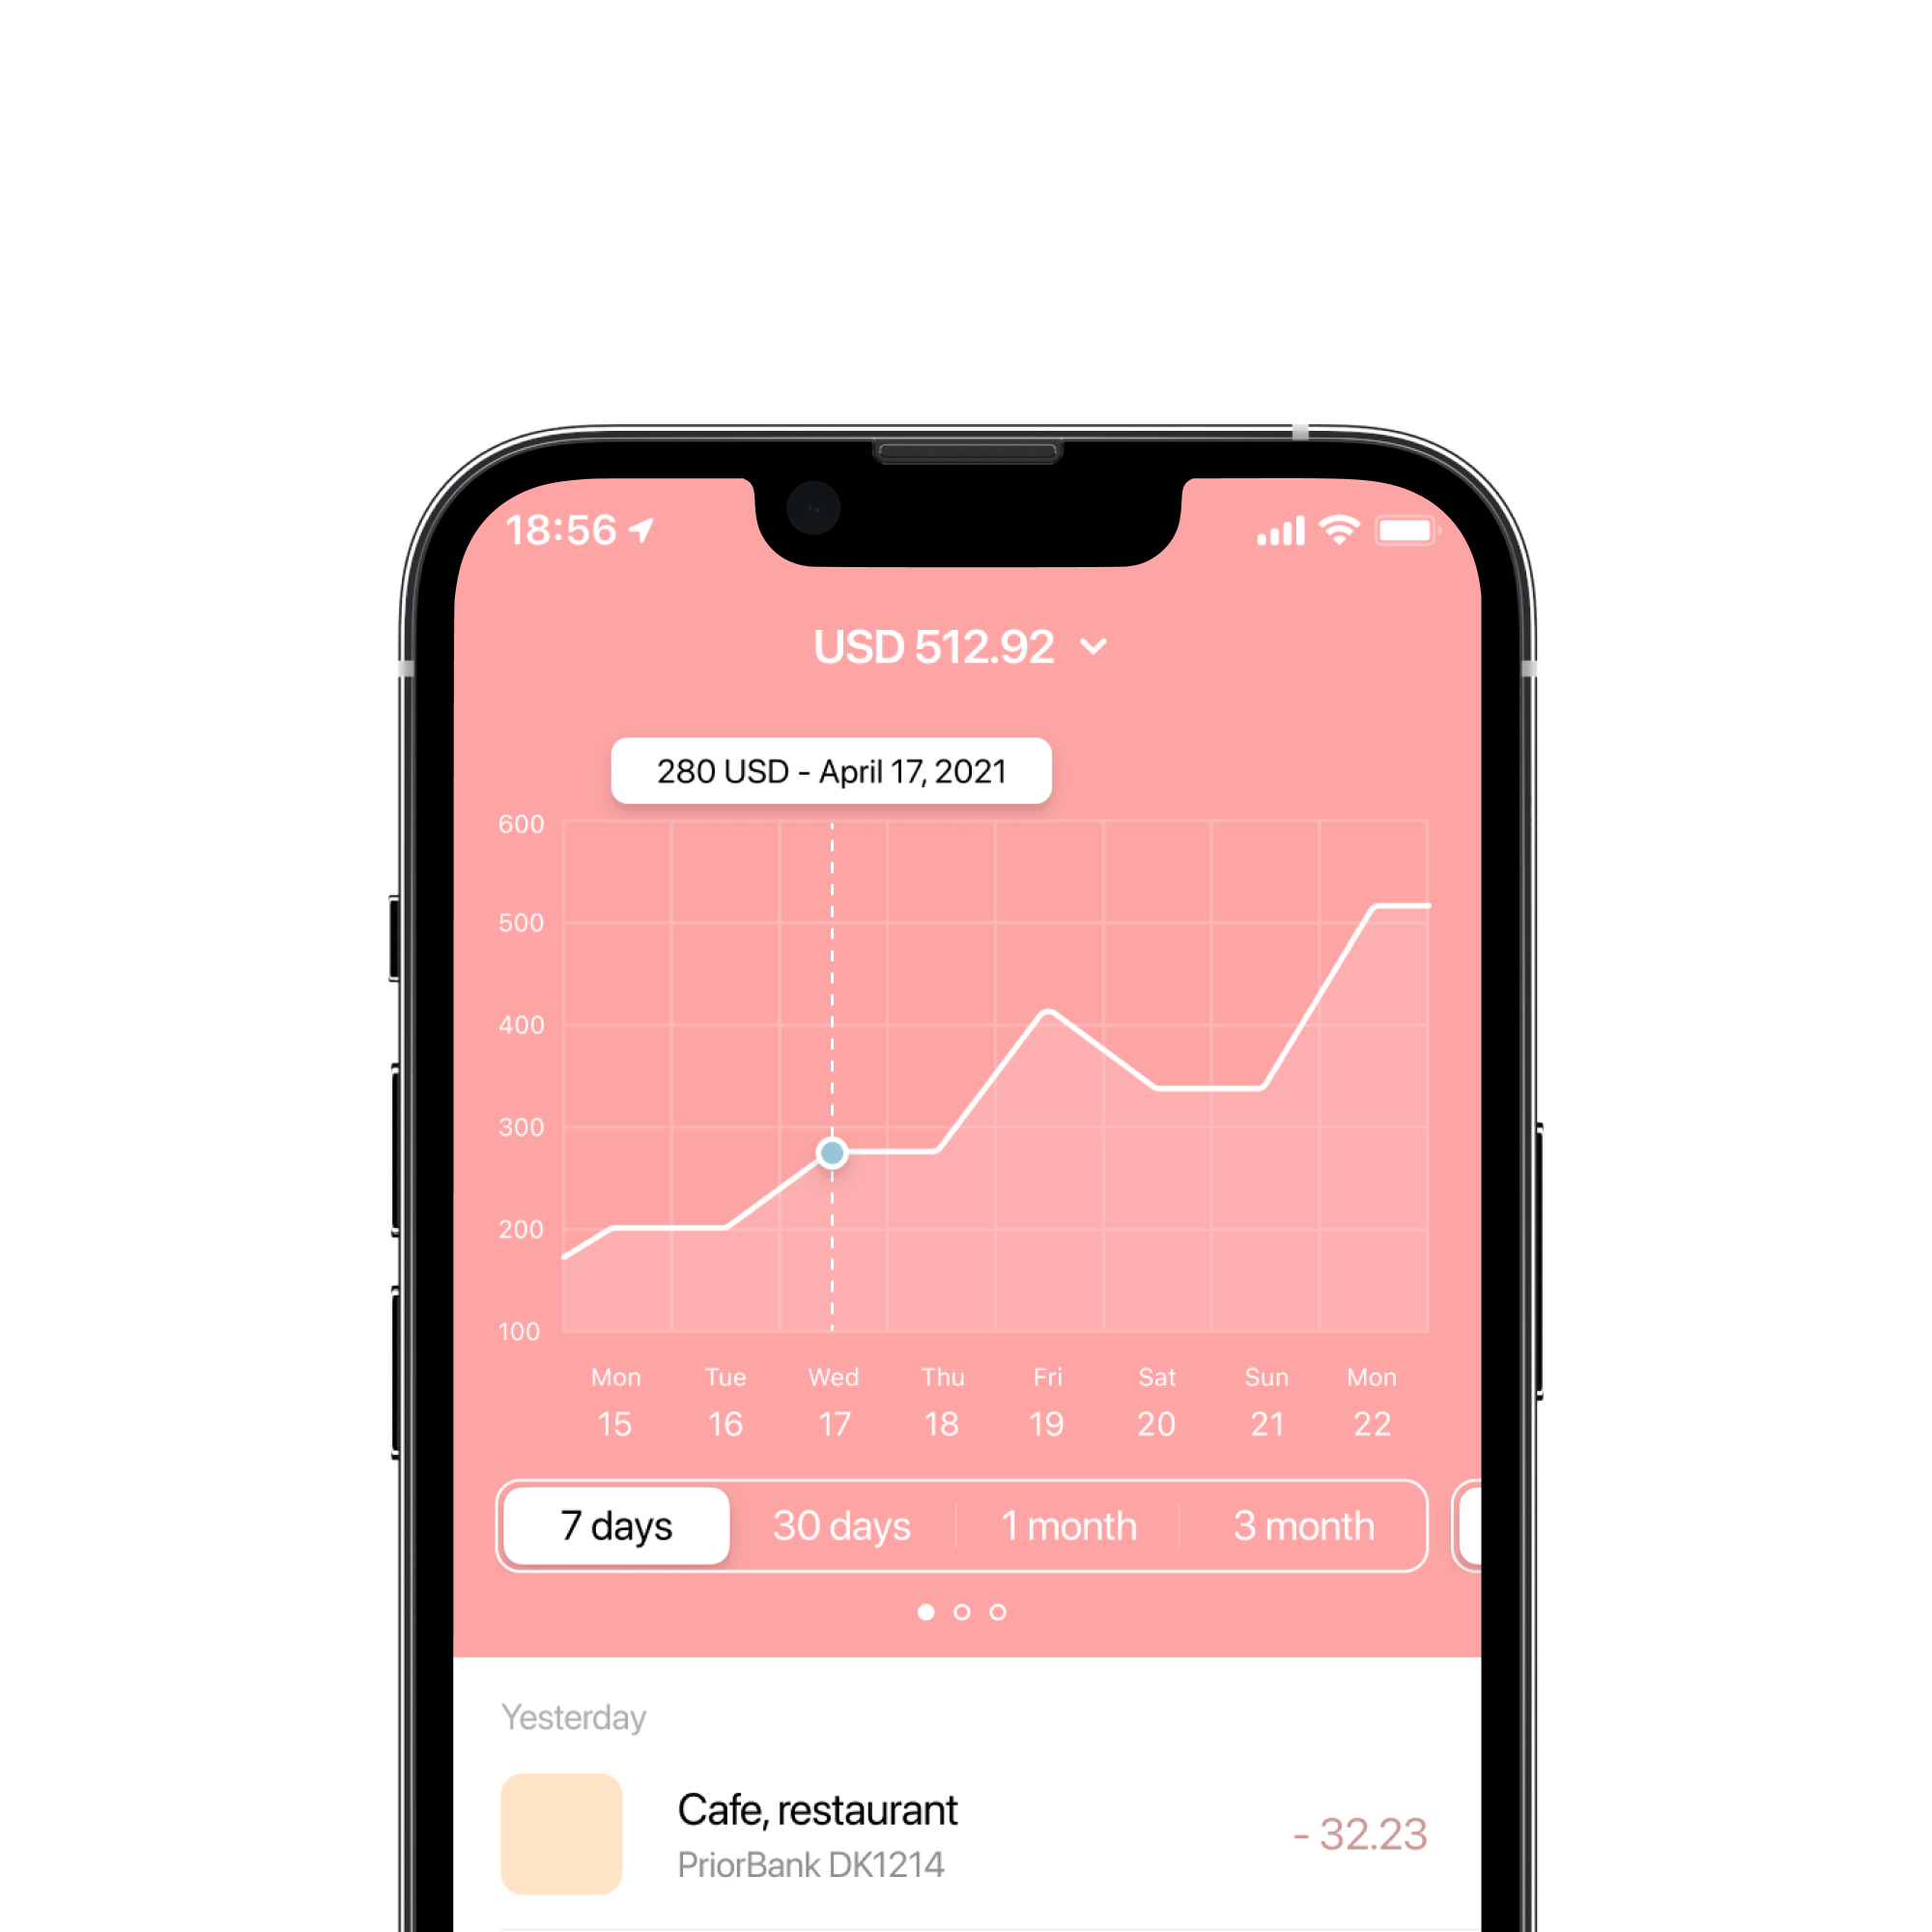 18:56
USD 512.92
280 USD - April 17, 2021
600
500
400
300
200
100
Mon Tue Wed Thu Fri Sat Sun Mon
15 16 17 18 19 20 21 22
7 days 30 days 1 month 3 month
Yesterday
Cafe, restaurant
- 32.23
PriorBank DK1214